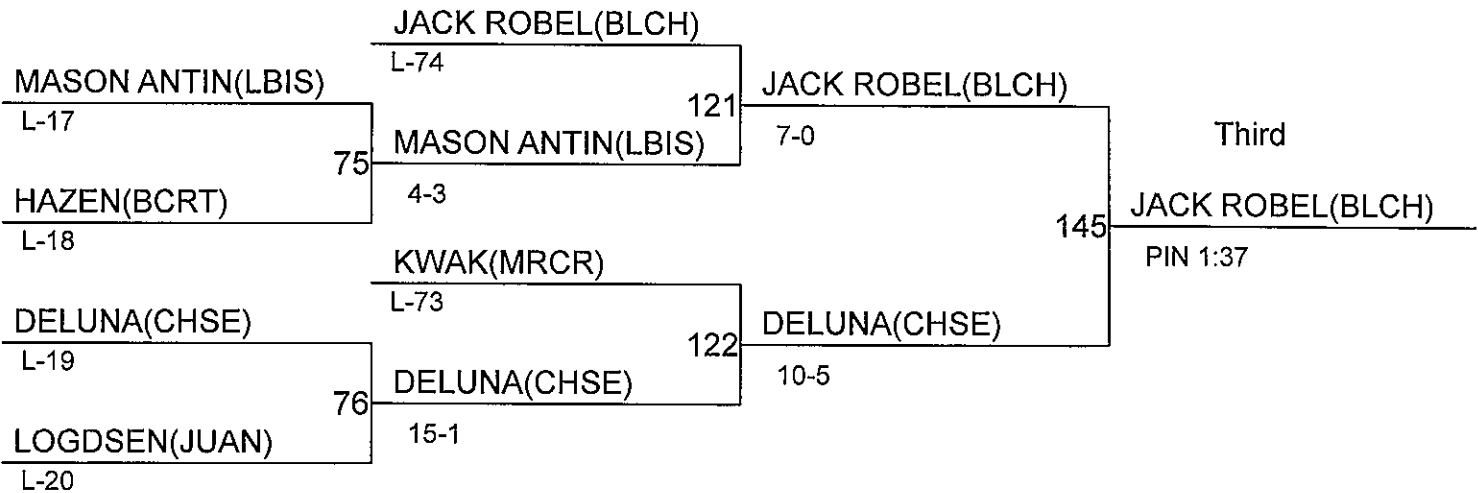 JACK ROBEL(BLCH)
L-74
MASON ANTIN(LBIS)
L-17
121
JACK ROBEL(BLCH)
7-0
Third
75
MASON ANTIN(LBIS)
4-3
HAZEN(BCRT)
L-18
145
JACK ROBEL(BLCH)
PIN 1:37
KWAK(MRCR)
L-73
DELUNA(CHSE)
L-19
122
DELUNA(CHSE)
10-5
76
DELUNA(CHSE)
15-1
LOGDSEN(JUAN)
L-20